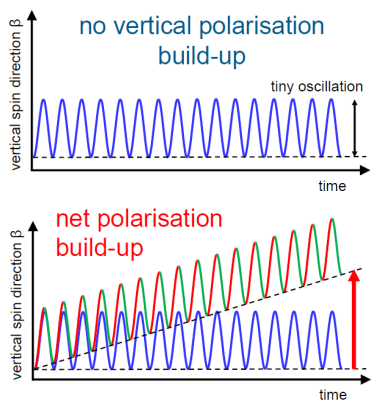 no vertical polarisation
build-up
tiny oscillation
vertical spin direction β
time
net polarisation
build-up
vertical spin direction β
time